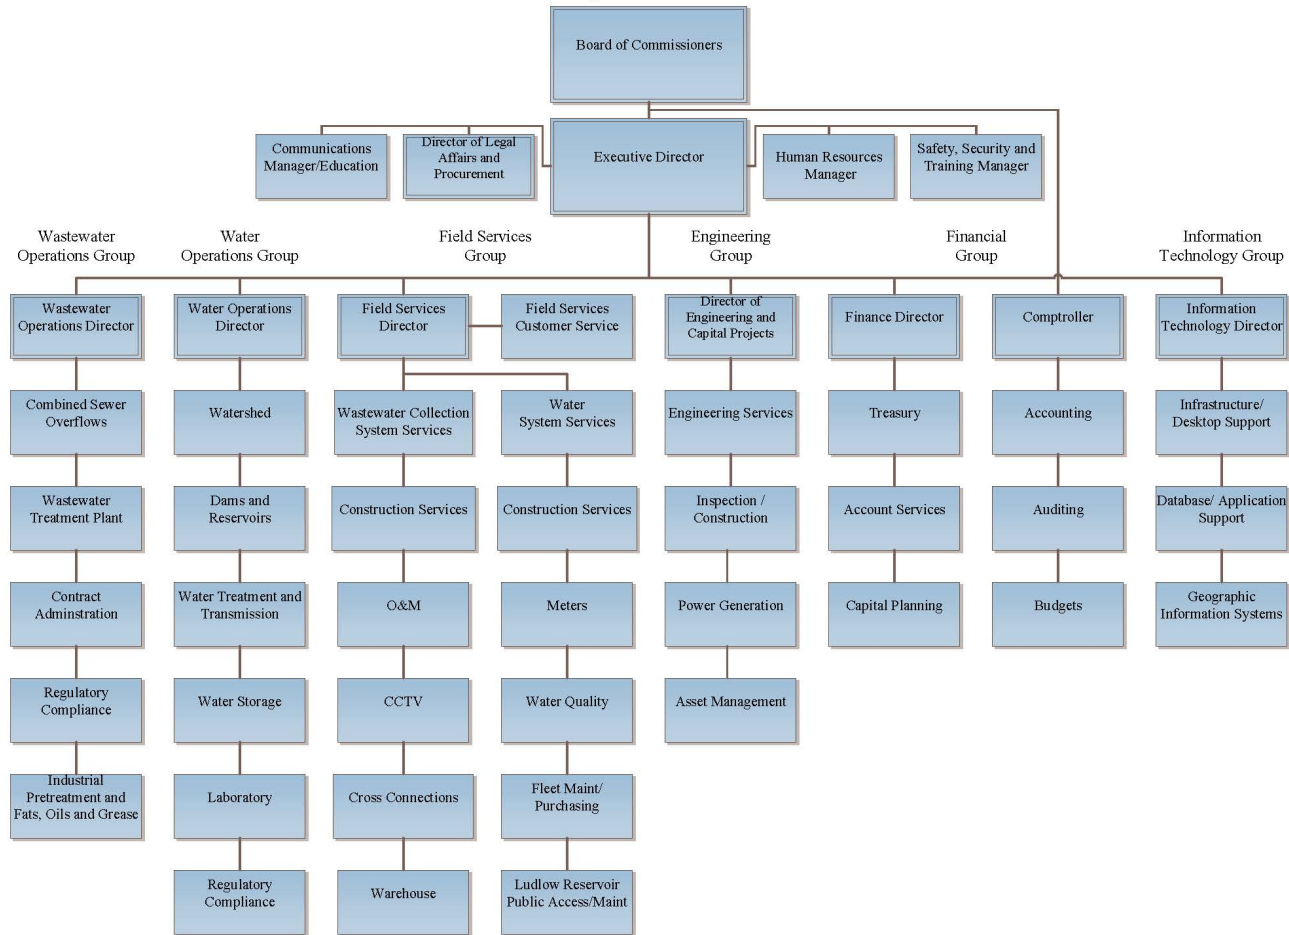 Board of Commissioners
Communications
Manager/Education
Director of Legal
Affairs and
Procurement
Executive Director
Human Resources
Manager
Safety, Security and
Training Manager
Wastewater
Operations Group
Water
Operations Group
Field Services
Group
Engineering
Group
Financial
Group
Information
Technology Group
Wastewater
Operations Director
Water Operations
Director
Field Services
Director
Field Services
Customer Service
Director of
Engineering and
Capital Projects
Finance Director
Comptroller
Information
Technology Director
Combined Sewer
Overflows
Watershed
Wastewater Collection
System Services
Water
System Services
Engineering Services
Treasury
Accounting
Infrastructure/
Desktop Support
Wastewater
Treatment Plant
Dams and
Reservoirs
Construction Services
Construction Services
Inspection /
Construction
Account Services
Auditing
Database/ Application
Support
Contract
Adminstration
Water Treatment and
Transmission
O&M
Meters
Power Generation
Capital Planning
Budgets
Geographic
Information Systems
Regulatory
Compliance
Water Storage
CCTV
Water Quality
Asset Management
Industrial
Pretreatment and
Fats, Oils and Grease
Laboratory
Cross Connections
Fleet Maint/
Purchasing
Regulatory
Compliance
Warehouse
Ludlow Reservoir
Public Access/Maint